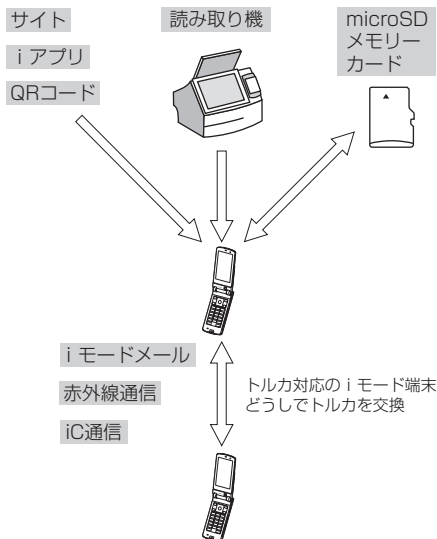 サイト
iアプリ
QRコード
読み取り機
microSD
メモリー
カード
iモードメール
赤外線通信
iC通信
トルカ対応のiモード端末
どうしでトルカを交換